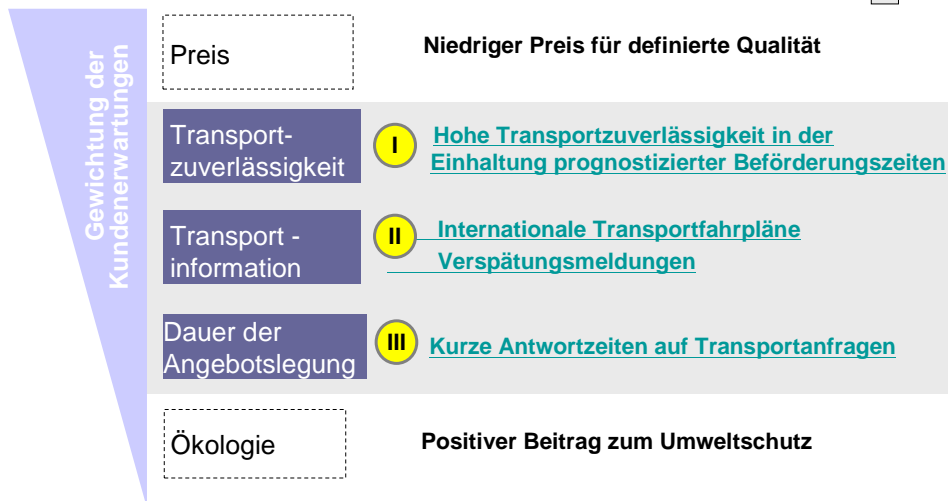 Gewichtung der
Kundenerwartungen
Preis
Niedriger Preis für definierte Qualität
Transport-
zuverlässigkeit
I
Hohe Transportzuverlässigkeit in der
Einhaltung prognostizierter Beförderungszeiten
Transport -
information
II
Internationale Transportfahrpläne
Verspätungsmeldungen
Dauer der
Angebotslegung
III
Kurze Antwortzeiten auf Transportanfragen
Ökologie
Positiver Beitrag zum Umweltschutz